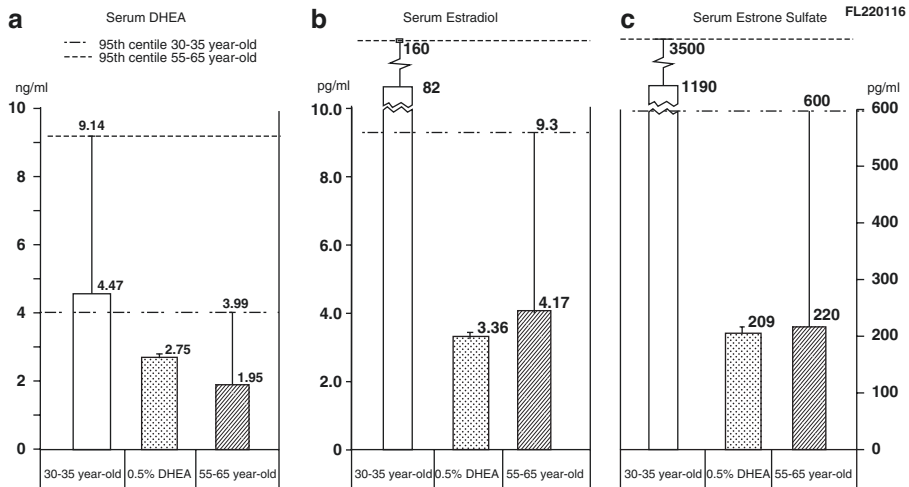 a
Serum DHEA
95th centile 30-35 year-old
95th centile 55-65 year-old
ng/ml
10
8
6
4
2
0
9.14
4.47
2.75
3.99
1.95
30-35 year-old
0.5% DHEA
55-65 year-old
b
Serum Estradiol
pg/ml
10.0
8.0
6.0
4.0
2.0
0.0
160
82
3.36
9.3
4.17
30-35 year-old
0.5% DHEA
55-65 year-old
c
Serum Estrone Sulfate
FL220116
3500
1190
209
600
220
pg/ml
600
500
400
300
200
100
0
30-35 year-old
0.5% DHEA
55-65 year-old